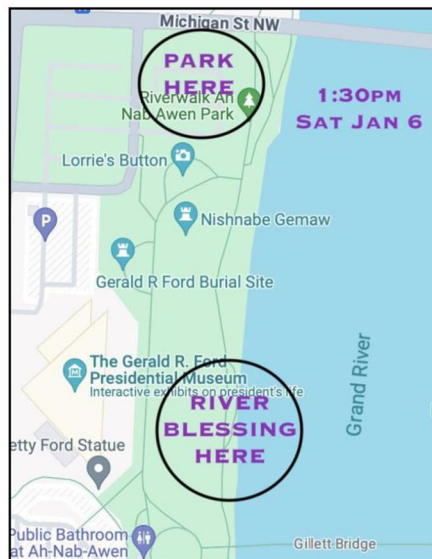 Michigan St NW
PARK
HERE
Riverwalk Ah
Nab Awen Park
1:30PM
SAT JAN 6
Lorrie's Button
Nishnabe Gemaw
P
Gerald R Ford Burial Site
The Gerald R. Ford
Presidential Museum
Interactive exhibits on president's life
RIVER
BLESSING
HERE
Grand River
etty Ford Statue
Public Bathroom
at Ah-Nab-Awen
Gillett Bridge